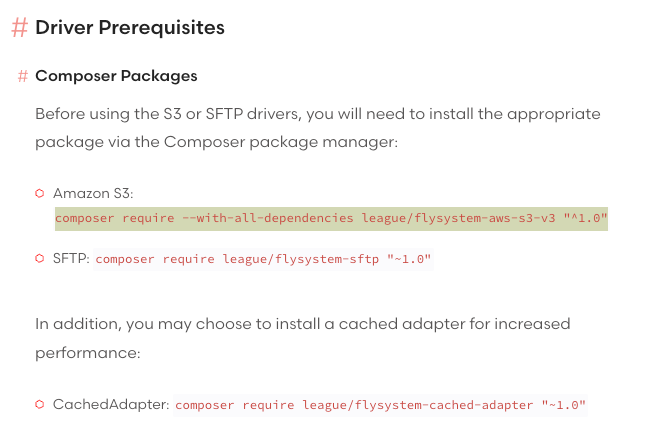 # Driver Prerequisites
# Composer Packages
Before using the S3 or SFTP drivers, you will need to install the appropriate
package via the Composer package manager:
Amazon S3:
composer require --with-all-dependencies league/flysystem-aws-s3-v3 "^1.0"
SFTP: composer require league/flysystem-sftp "~1.0"
In addition, you may choose to install a cached adapter for increased
performance:
CachedAdapter: composer require league/flysystem-cached-adapter "~1.0"